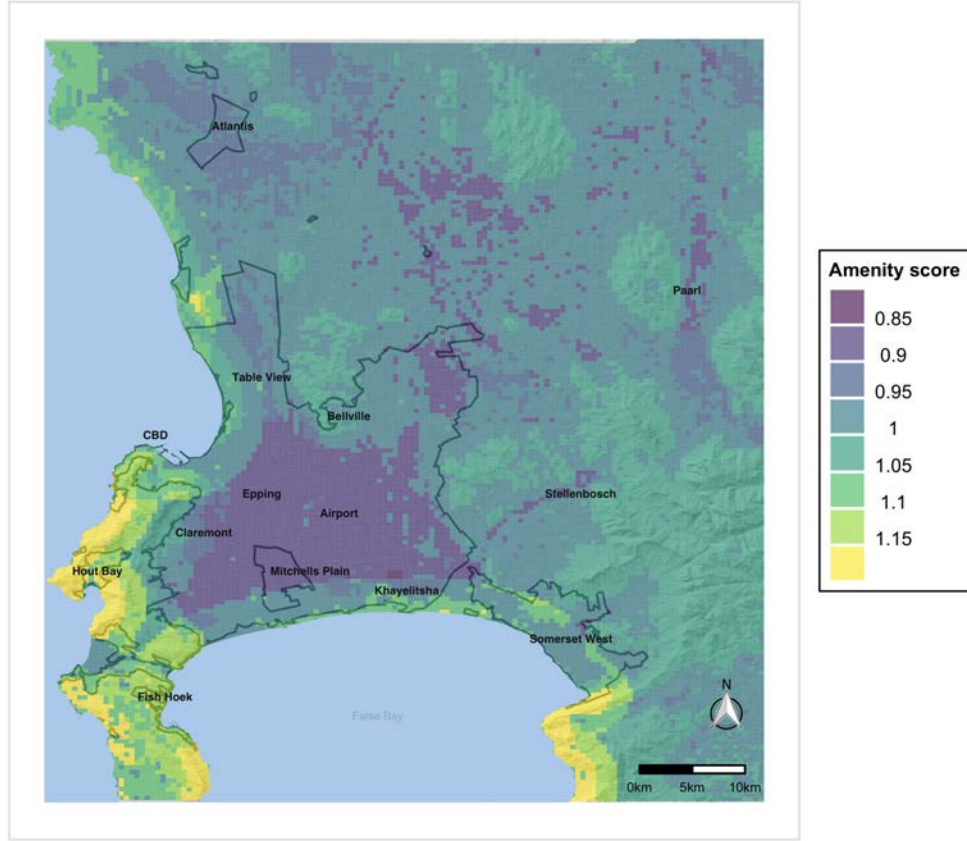 Atlantis
Paarl
Table View
Bellville
CBD
Epping
Stellenbosch
Airport
Claremont
Hout Bay
Mitchells Plain
Khayelitsha
Somerset West
Fish Hoek
False Bay
N
0km 5km 10km
Amenity score
0.85
0.9
0.95
1
1.05
1.1
1.15